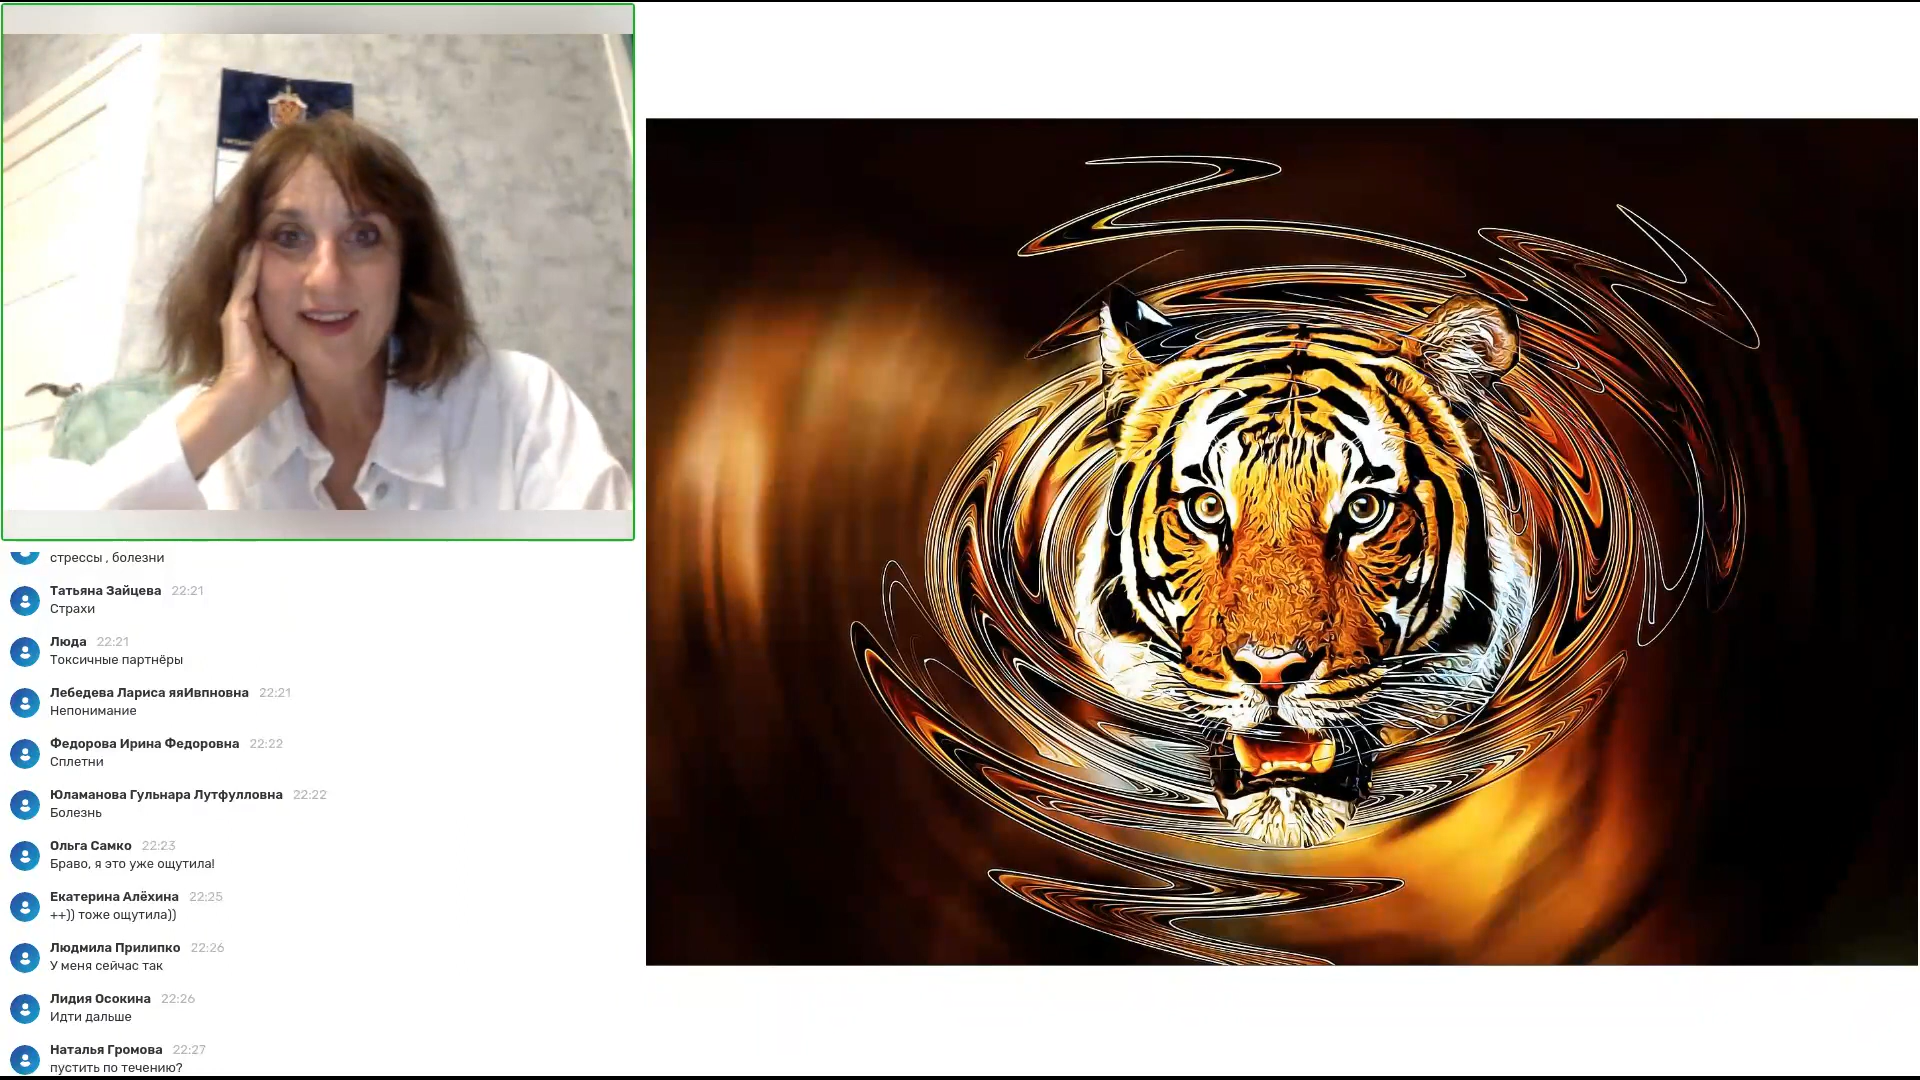 стрессы , болезни
Татьяна Зайцева 22:21
Страхи
Люда 22:21
Токсичные партнёры
Лебедева Лариса яяИвпновна 22:21
Непонимание
Федорова Ирина Федоровна 22:22
Сплетни
Юламанова Гульнара Лутфулловна 22:22
Болезнь
Ольга Самко 22:23
Браво, я это уже ощутила!
Екатерина Алёхина 22:25
++)) тоже ощутила))
Людмила Прилипко 22:26
У меня сейчас так
Лидия Осокина 22:26
Идти дальше
Наталья Громова 22:27
пустить по течению?